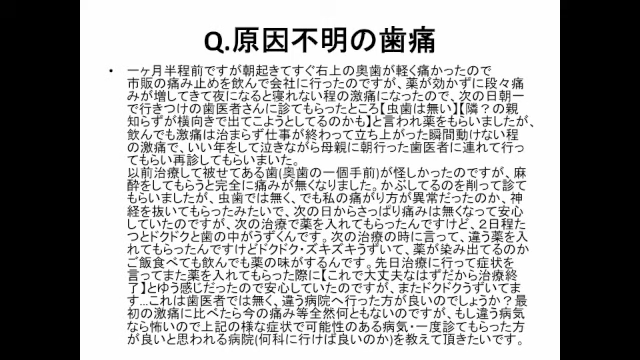 Q.原因不明の歯痛
• 一ヶ月半程前ですが朝起きてすぐ右上の奥歯が軽く痛かったので
市販の痛み止めを飲んで会社に行ったのですが、薬が効かずに段々痛
みが増してきて夜になると寝れない程の激痛になったので、次の日朝一
で行きつけの歯医者さんに診てもらったところ【虫歯は無い】【隣?の親
知らずが横向きで出てこようとしてるのかも】と言われ薬をもらいましたが、
飲んでも激痛は治まらず仕事が終わって立ち上がった瞬間動けない程
の激痛で、いい年をして泣きながら母親に朝行った歯医者に連れて行っ
てもらい再診してもらいまいた。
以前治療して被せてある歯(奥歯の一個手前)が怪しかったのですが、麻
酔をしてもらうと完全に痛みが無くなりました。かぶしてるのを削って診て
もらいましたが、虫歯では無く、でも私の痛がり方が異常だったのか、神
経を抜いてもらったみたいで、次の日からさっぱり痛みは無くなって安心
していたのですが、次の治療で薬を入れてもらったんですけど、２日程た
つとドクドクと歯の中がうずくんです。次の治療の時に言って、違う薬を入
れてもらったんですけどドクドク・ズキズキうずいて、薬が染み出てるのか
ご飯食べても飲んでも薬の味がするんです。先日治療に行って症状を
言ってまた薬を入れてもらった際に【これで大丈夫なはずだから治療終
了】とゆう感じだったので安心していたのですが、またドクドクうずいてま
す...これは歯医者では無く、違う病院へ行った方が良いのでしょうか?最
初の激痛に比べたら今の痛み等全然何ともないのですが、もし違う病気
なら怖いので上記の様な症状で可能性のある病気・一度診てもらった方
が良いと思われる病院(何科に行けば良いのか)を教えて頂きたいです。